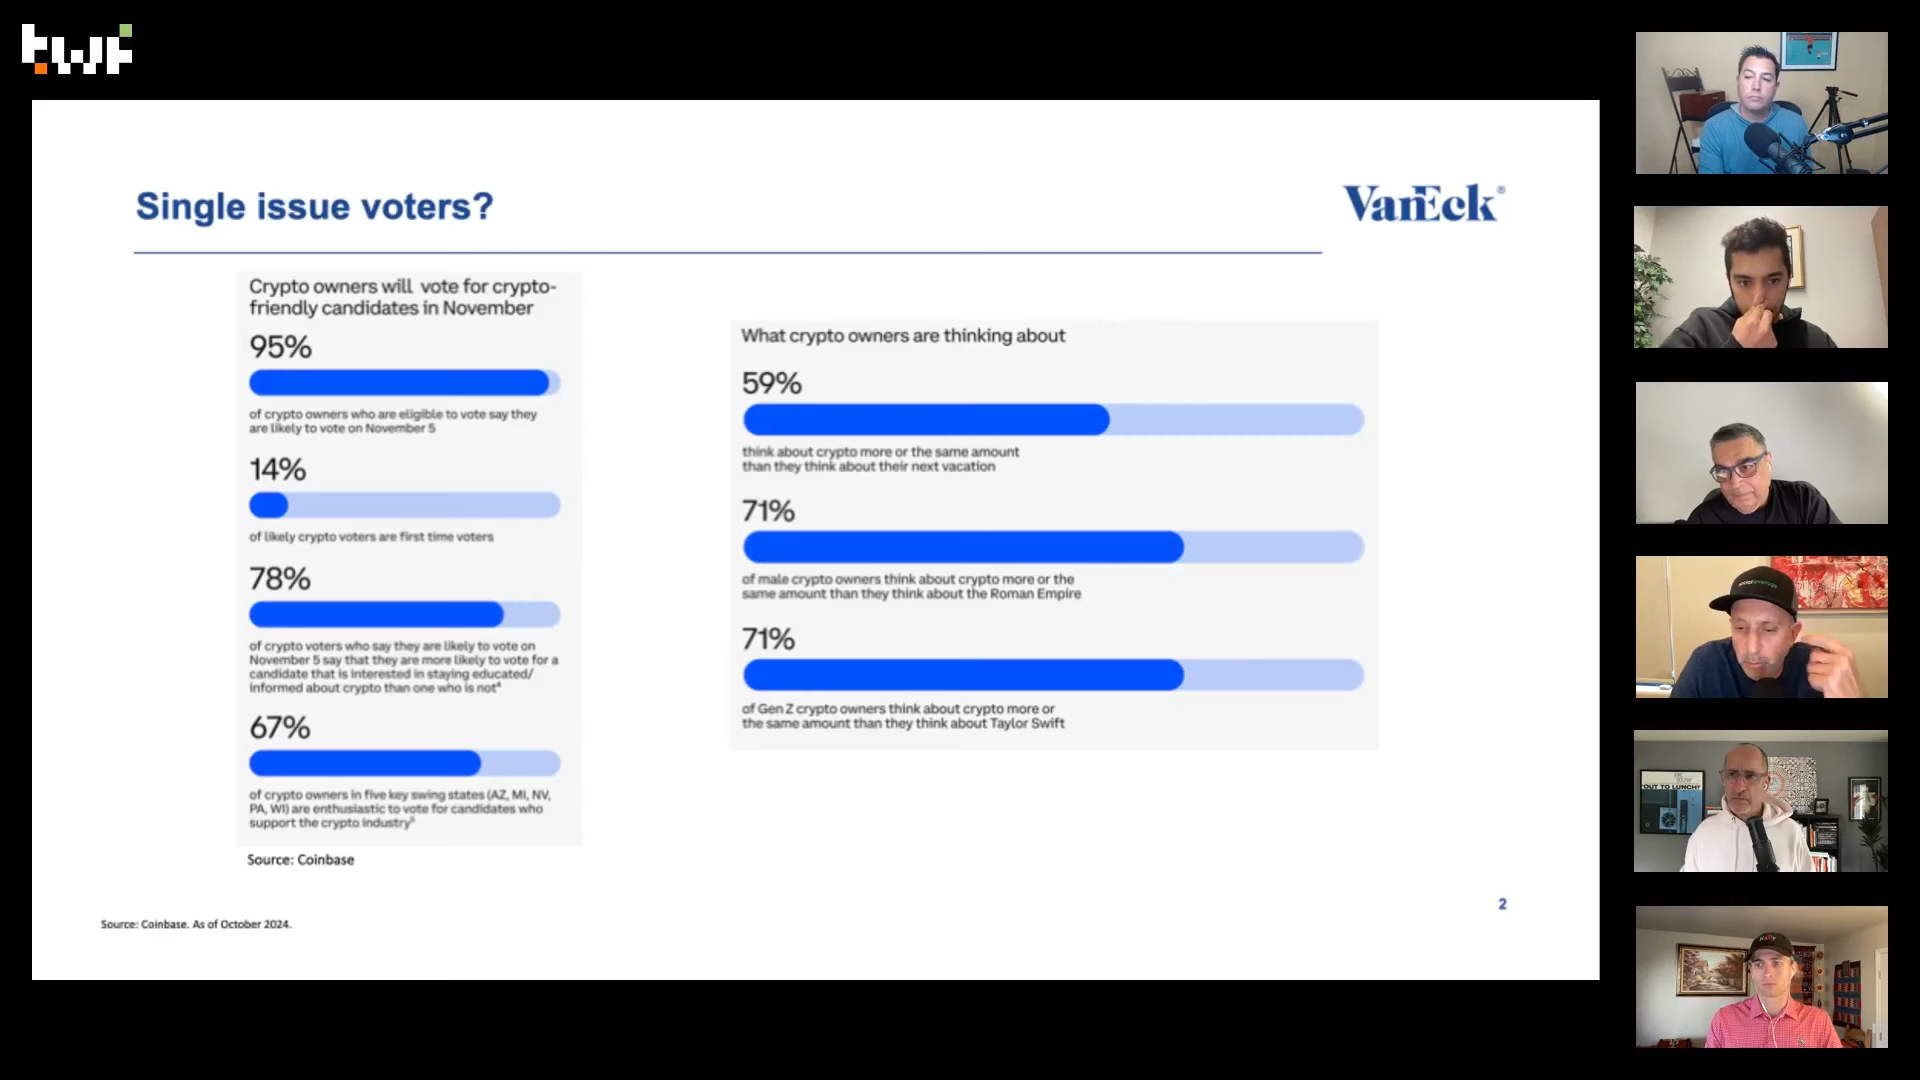 twif
Single issue voters?
VanEck®
Crypto owners will vote for crypto-
friendly candidates in November
95%
of crypto owners who are eligible to vote say they
are likely to vote on November 5
14%
of likely crypto voters are first time voters
78%
of crypto voters who say they are likely to vote on
November 5 say that they are more likely to vote for a
candidate that is interested in staying educated/
informed about crypto than one who is not⁴
67%
of crypto owners in five key swing states (AZ, MI, NV,
PA, WI) are enthusiastic to vote for candidates who
support the crypto industry⁵
Source: Coinbase
What crypto owners are thinking about
59%
think about crypto more or the same amount
than they think about their next vacation
71%
of male crypto owners think about crypto more or the
same amount than they think about the Roman Empire
71%
of Gen Z crypto owners think about crypto more or
the same amount than they think about Taylor Swift
Source: Coinbase. As of October 2024.
2
OUT TO LUNCH!